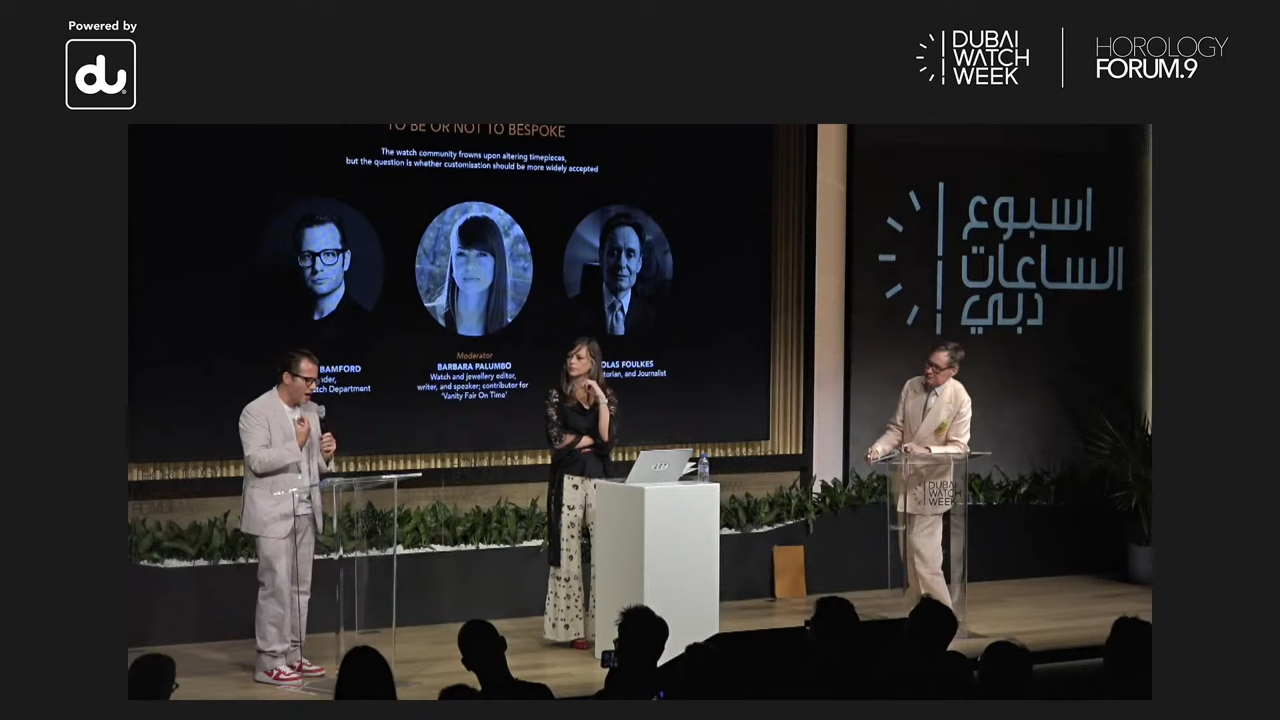 Powered by
du
DUBAI
WATCH
WEEK
HOROLOGY
FORUM.9
TO BE OR NOT TO BESPOKE
The watch community frowns upon altering timepieces,
but the question is whether customisation should be more widely accepted
BAMFORD
Department
Moderator
BARBARA PALUMBO
Watch and jewellery editor,
writer, and speaker; contributor for
'Vanity Fair On Time'
FOULKES
and Journalist
اسبوع
الساعات
دبي
hp
DUBAI
WATCH
WEEK